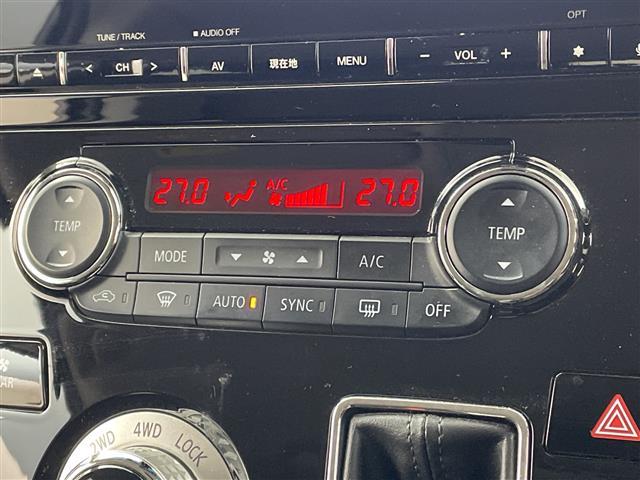 OPT
TUNE / TRACK ■ AUDIO OFF
< CH > AV 現在地 MENU − VOL +
27.0 A/C 27.0
TEMP TEMP
MODE A/C
AUTO SYNC OFF
AR
2WD 4WD LOCK